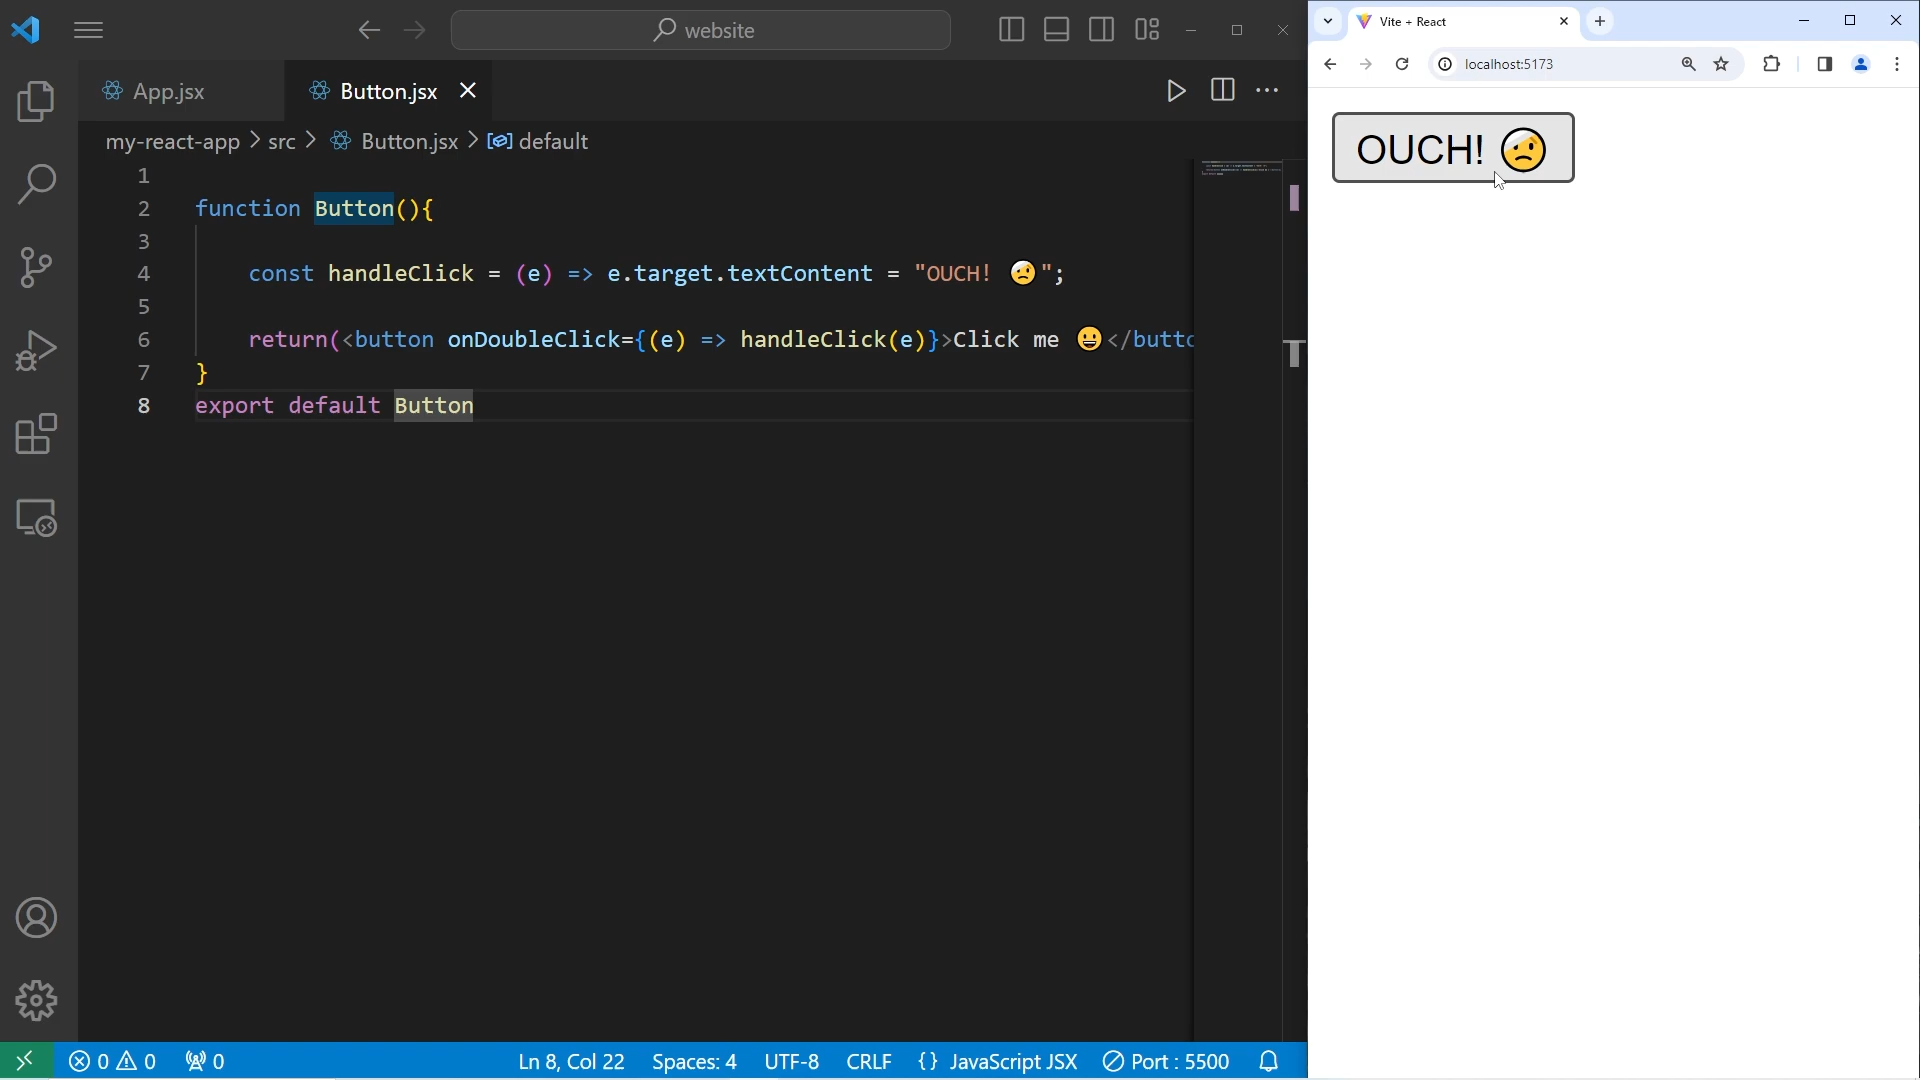 website
Vite + React
localhost:5173
App.jsx
Button.jsx
my-react-app > src > Button.jsx > default
1
2 function Button(){
3
4 const handleClick = (e) => e.target.textContent = "OUCH! 🤕";
5
6 return(<button onDoubleClick={(e) => handleClick(e)}>Click me 😀</butto
7 }
8 export default Button
OUCH! 🤕
0 0 0 Ln 8, Col 22 Spaces: 4 UTF-8 CRLF {} JavaScript JSX Port : 5500